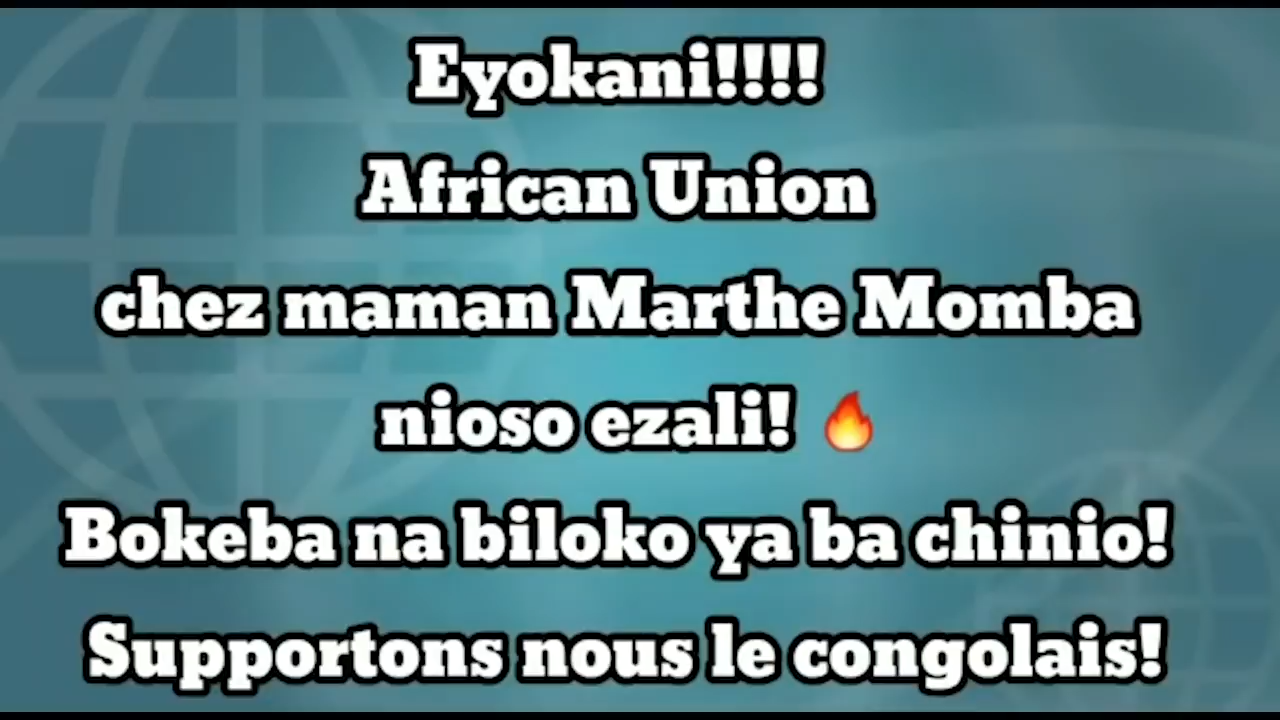 Eyokani!!!!
African Union
chez maman Marthe Momba
nioso ezali! 🔥
Bokeba na biloko ya ba chinio!
Supportons nous le congolais!